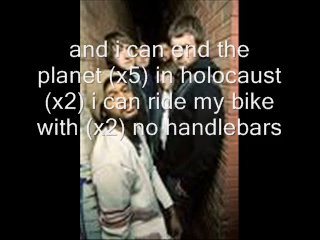 and i can end the
planet (x5) in holocaust
(x2) i can ride my bike
with (x2) no handlebars